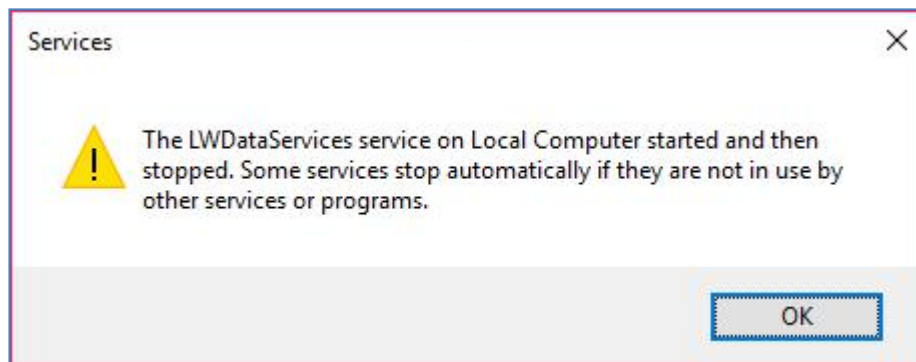 Services
The LWDataServices service on Local Computer started and then
stopped. Some services stop automatically if they are not in use by
other services or programs.
OK